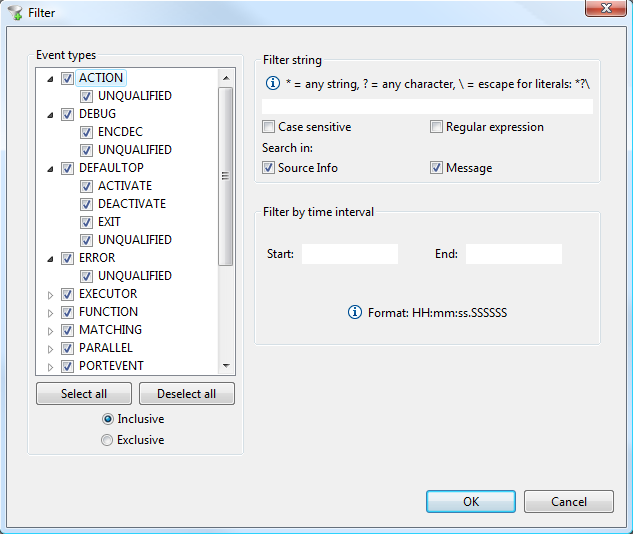 Filter
Event types
ACTION
UNQUALIFIED
DEBUG
ENCDEC
UNQUALIFIED
DEFAULTOP
ACTIVATE
DEACTIVATE
EXIT
UNQUALIFIED
ERROR
UNQUALIFIED
EXECUTOR
FUNCTION
MATCHING
PARALLEL
PORTEVENT
Select all Deselect all
Inclusive
Exclusive
Filter string
* = any string, ? = any character, \ = escape for literals: *?\
Case sensitive Regular expression
Search in:
Source Info Message
Filter by time interval
Start: End:
Format: HH:mm:ss.SSSSSS
OK Cancel